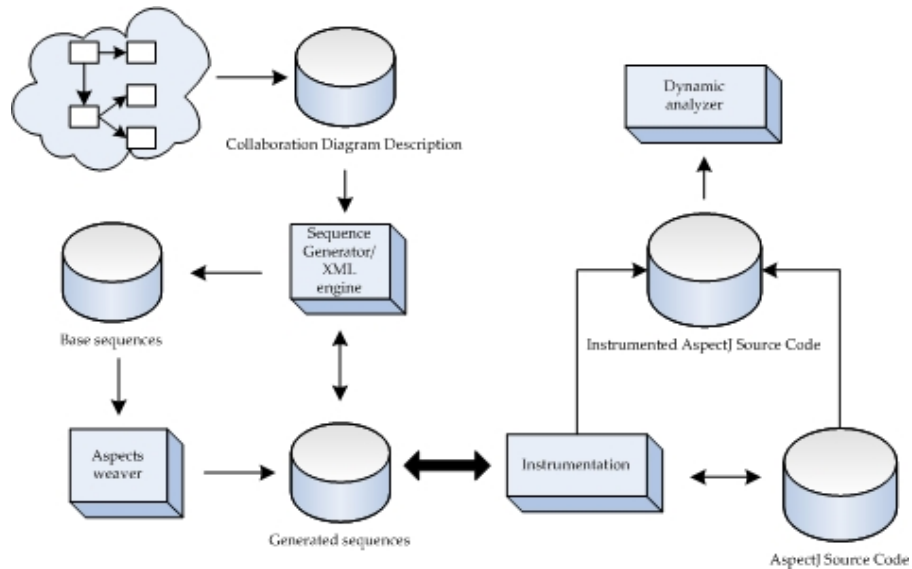 Dynamic
analyzer
Collaboration Diagram Description
Sequence
Generator/
XML
engine
Base sequences
Instrumented AspectJ Source Code
Aspects
weaver
Instrumentation
Generated sequences
AspectJ Source Code